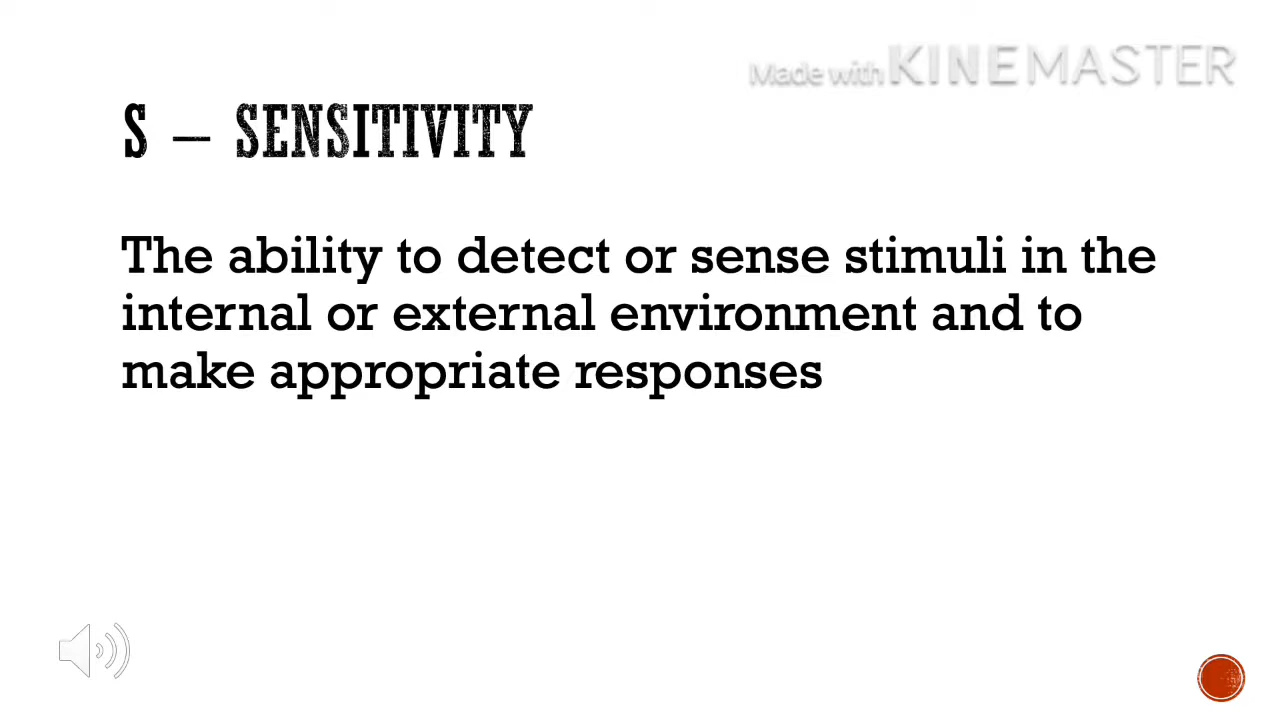 Made with KINEMASTER
S – SENSITIVITY
The ability to detect or sense stimuli in the
internal or external environment and to
make appropriate responses